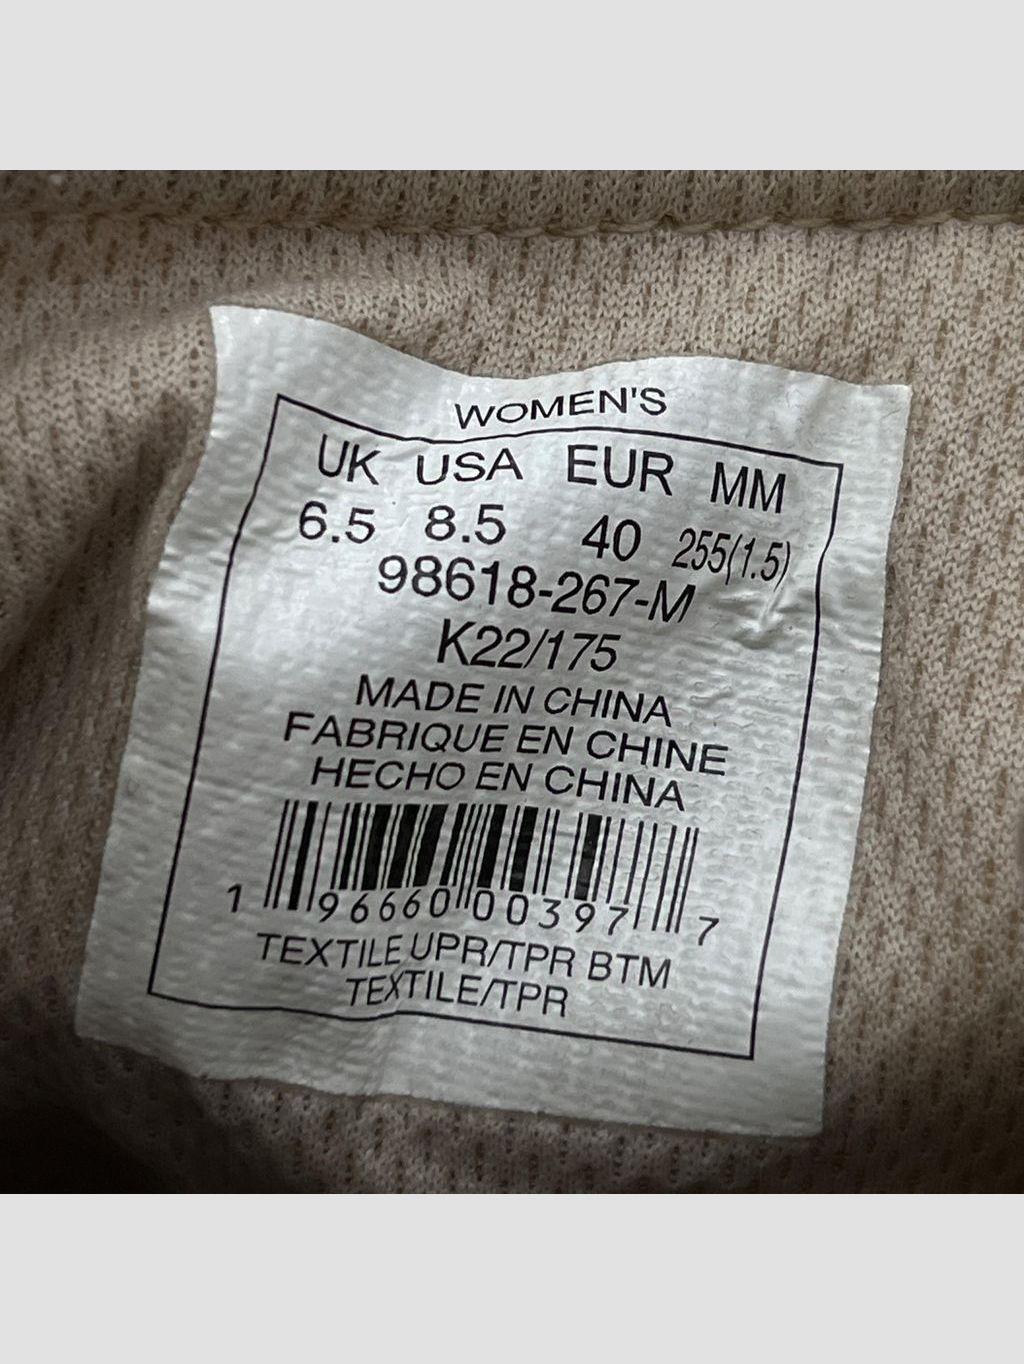 WOMEN'S
UK USA EUR MM
6.5 8.5 40 255(1.5)
98618-267-M
K22/175
MADE IN CHINA
FABRIQUE EN CHINE
HECHO EN CHINA
1 96660 00397 7
TEXTILE UPR/TPR BTM
TEXTILE/TPR